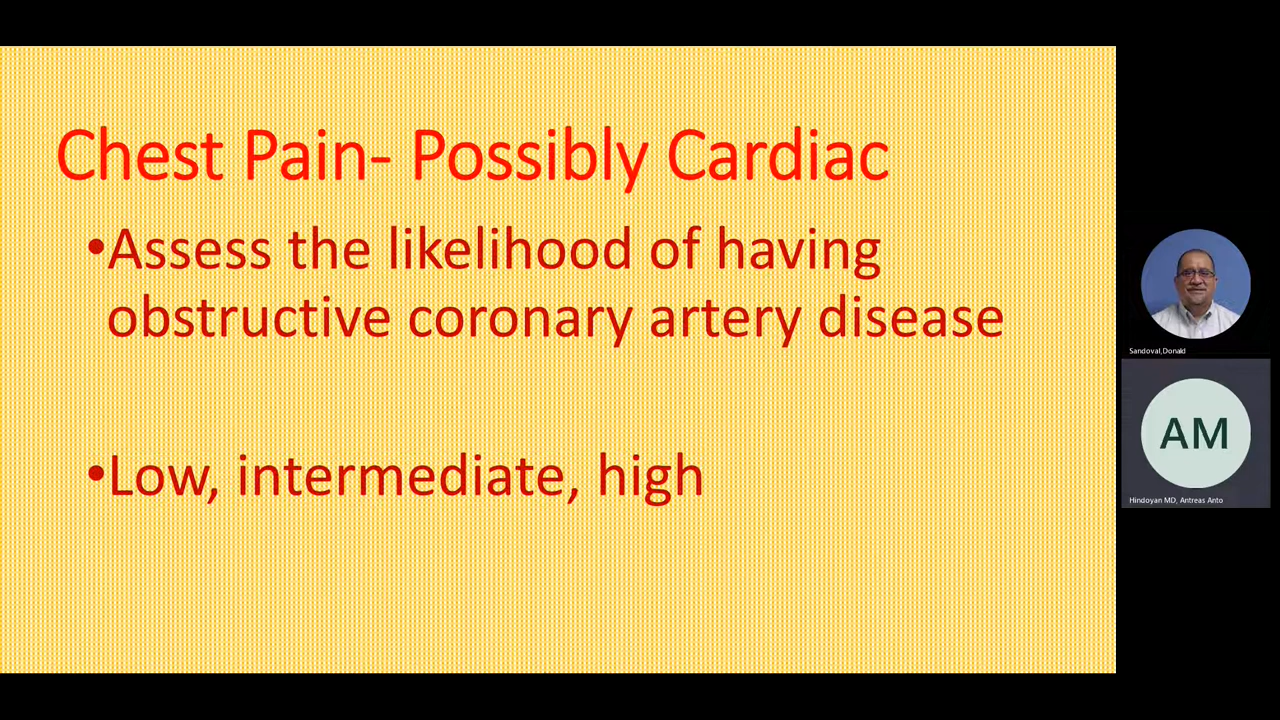 Chest Pain- Possibly Cardiac
•Assess the likelihood of having
obstructive coronary artery disease
•Low, intermediate, high
Sandoval,Donald
AM
Hindoyan MD, Antreas Anto